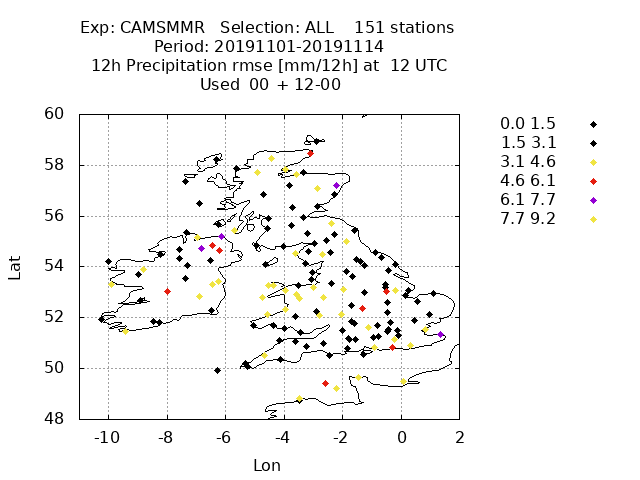 Exp: CAMSMMR   Selection: ALL    151 stations
Period: 20191101-20191114
12h Precipitation rmse [mm/12h] at  12 UTC
Used  00 + 12-00
60
58
56
54
52
50
48
Lat
-10 -8 -6 -4 -2 0 2
Lon
0.0 1.5
1.5 3.1
3.1 4.6
4.6 6.1
6.1 7.7
7.7 9.2